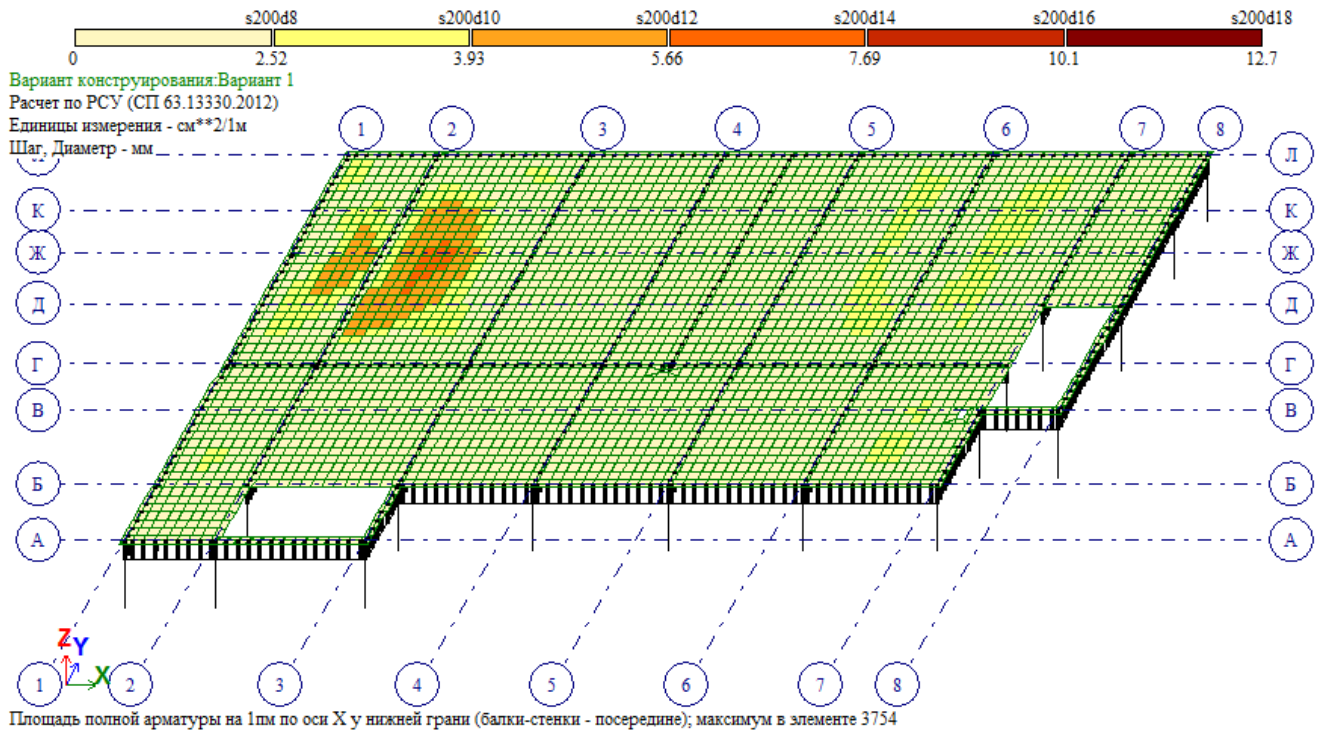 s200d8 s200d10 s200d12 s200d14 s200d16 s200d18
0 2.52 3.93 5.66 7.69 10.1 12.7
Вариант конструирования:Вариант 1
Расчет по РСУ (СП 63.13330.2012)
Единицы измерения - см**2/1м
Шаг, Диаметр - мм
1 2 3 4 5 6 7 8
Л
К К
Ж Ж
Д Д
Г Г
В В
Б Б
А А
Z Y X
1 2 3 4 5 6 7 8
Площадь полной арматуры на 1пм по оси X у нижней грани (балки-стенки - посередине); максимум в элементе 3754